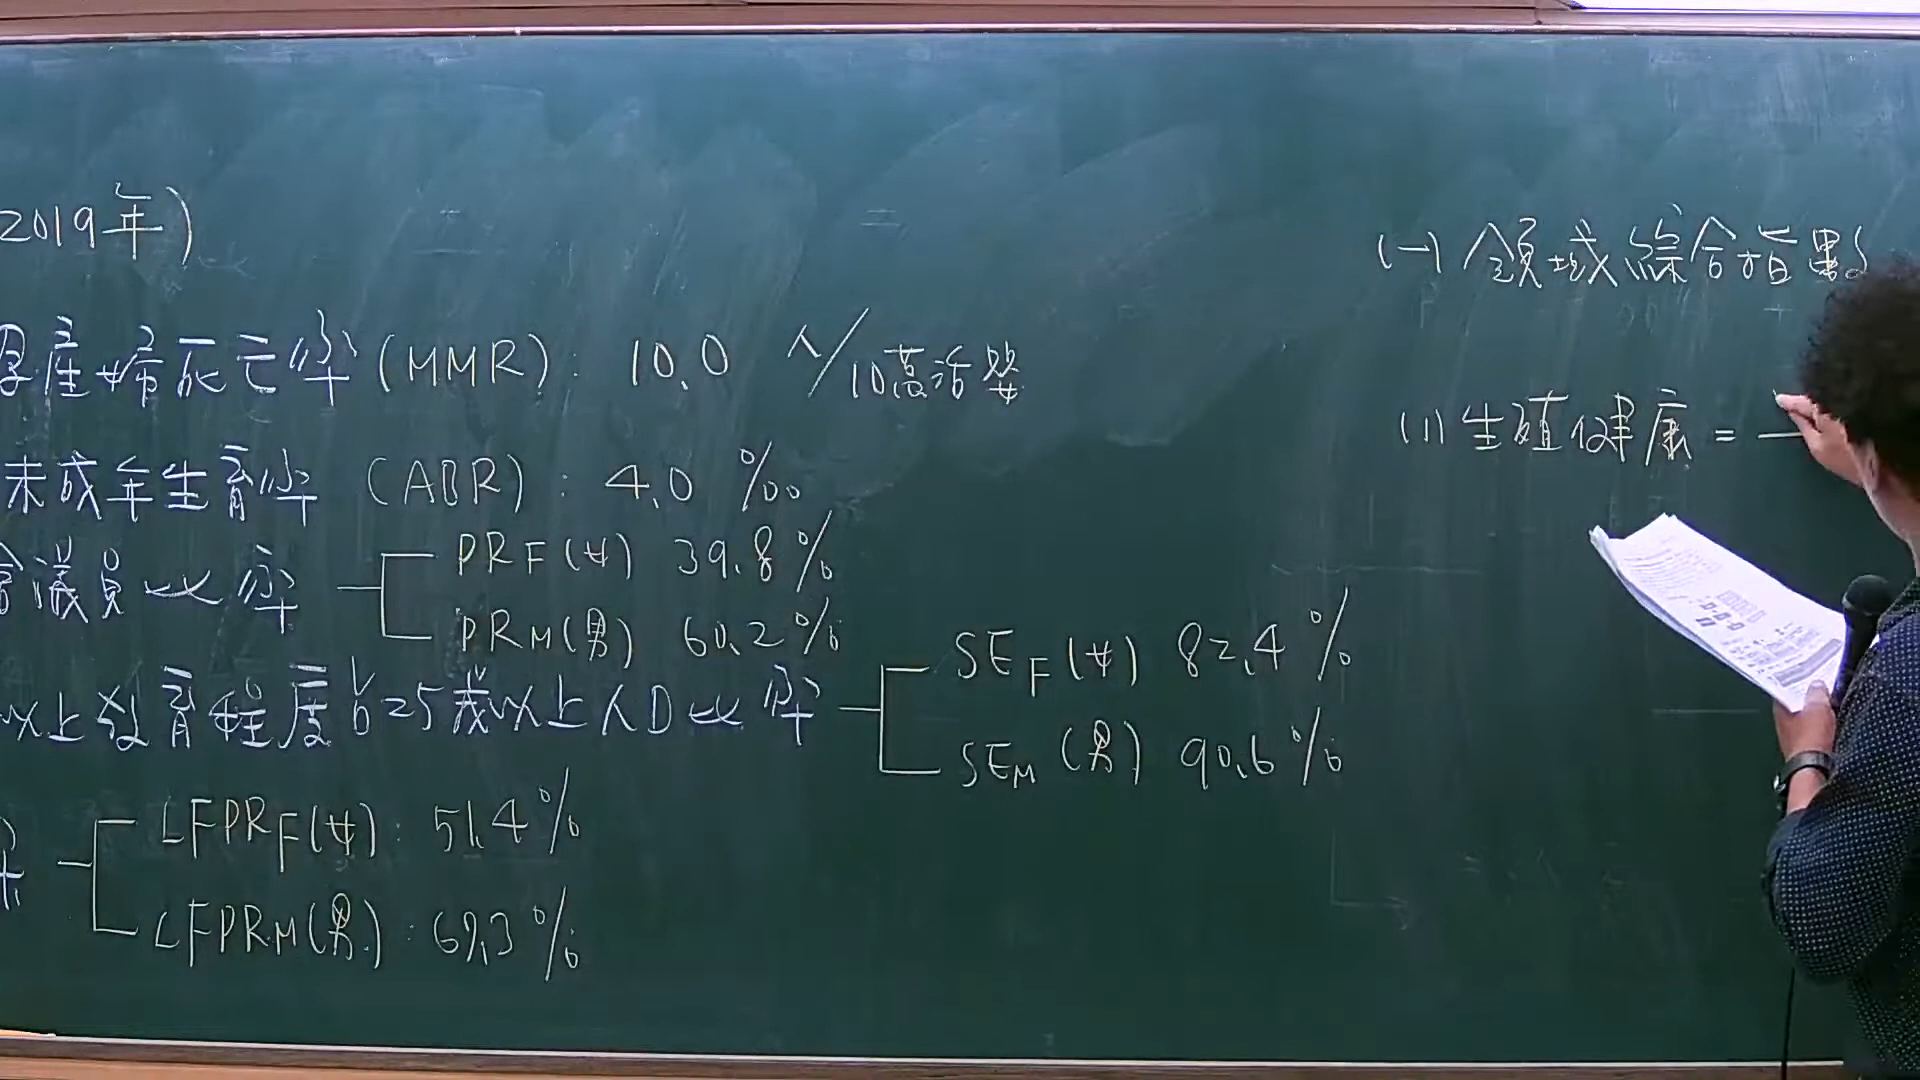 2019年)
孕產婦死亡率(MMR): 10.0 人/10萬活嬰
未成年生育率 (ABR): 4.0 ‰
會議員比率
PRF(女) 39.8%
PRM(男) 60.2%
以上教育程度占25歲以上人口比率
SEF(女) 82.4%
SEM(男) 90.6%
LFPRF(女): 51.4%
LFPRM(男): 67.3%
(一) 領域綜合指數
(1) 生殖健康 =